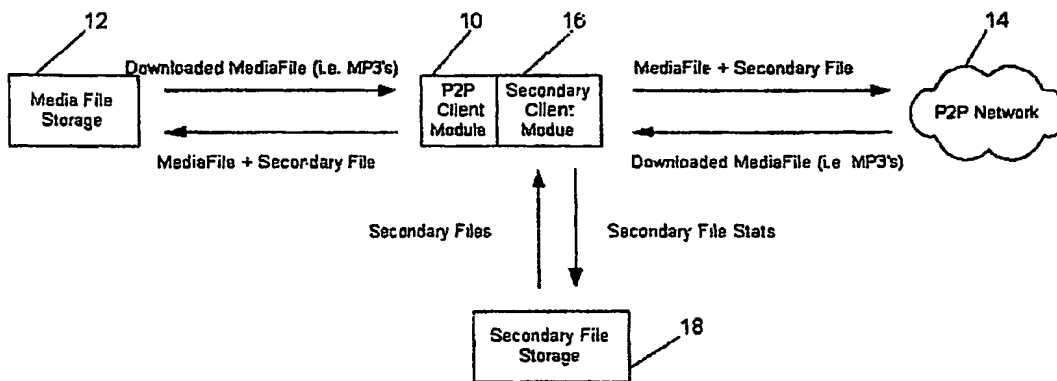 12
10
16
14
Downloaded MediaFile (i.e. MP3's)
MediaFile + Secondary File
Media File
Storage
P2P
Client
Module
Secondary
Client
Modue
P2P Network
MediaFile + Secondary File
Downloaded MediaFile (i.e MP3's)
Secondary Files
Secondary File Stats
Secondary File
Storage
18